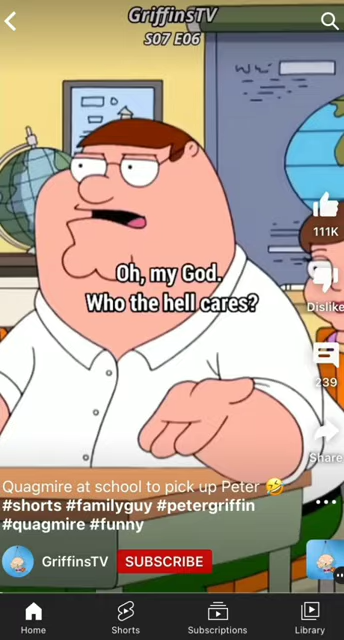 GriffinsTV
S07 E06
111K
Oh, my God.
Who the hell cares?
Dislike
239
Share
Quagmire at school to pick up Peter 🤣
#shorts #familyguy #petergriffin
#quagmire #funny
GriffinsTV
SUBSCRIBE
Home
Shorts
Subscriptions
Library